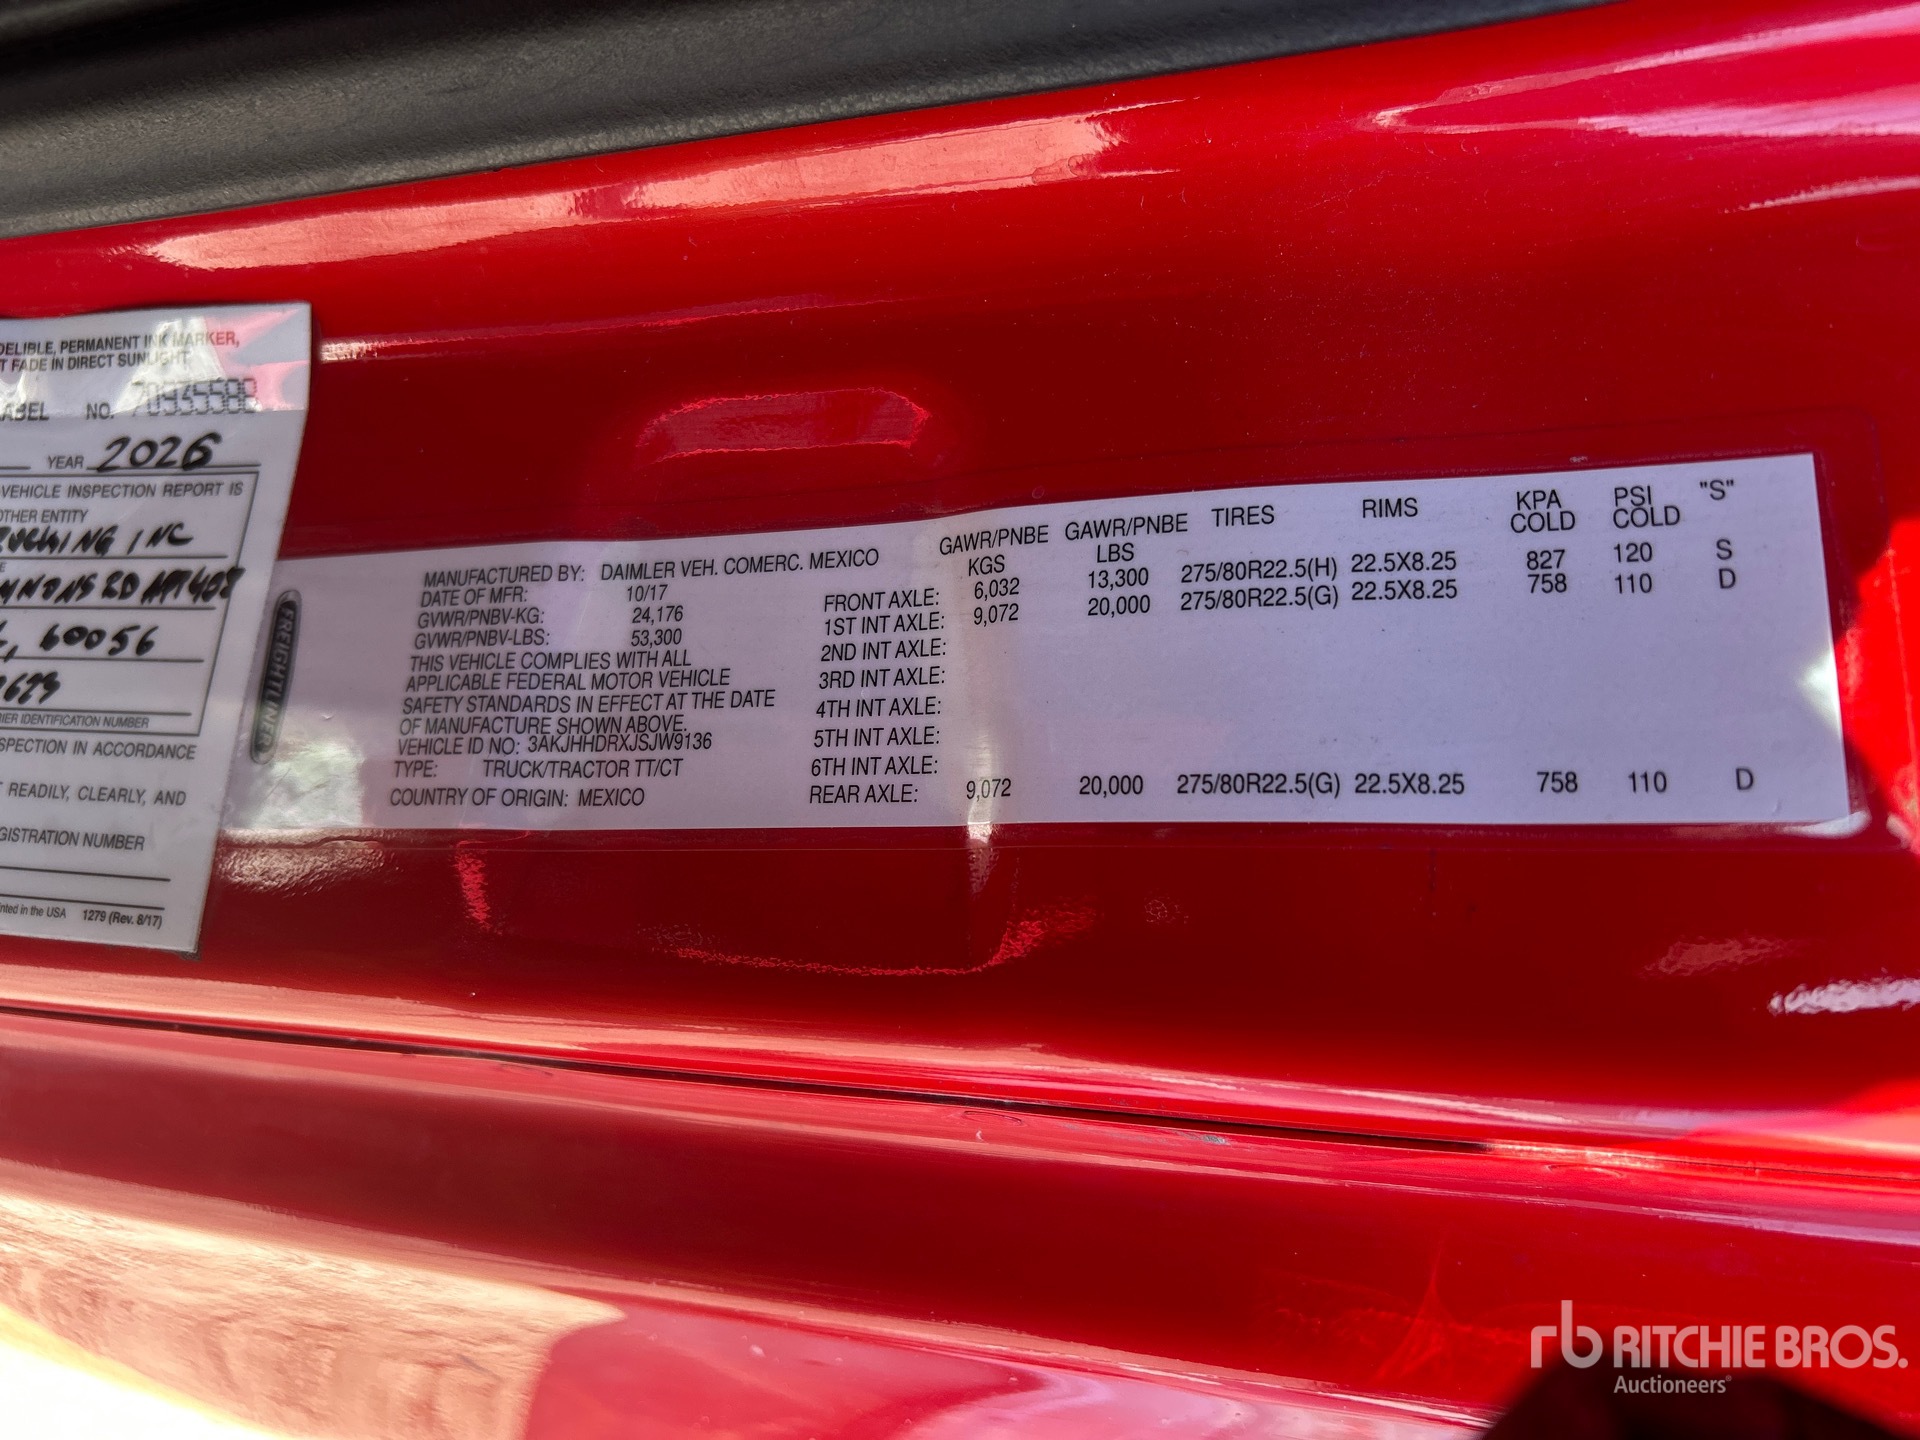 DELIBLE, PERMANENT INK MARKER,
T FADE IN DIRECT SUNLIGHT
LABEL NO. 70935588
YEAR 2026
VEHICLE INSPECTION REPORT IS
OTHER ENTITY
INC
RD APT 408
60056
IER IDENTIFICATION NUMBER
SPECTION IN ACCORDANCE
READILY, CLEARLY, AND
GISTRATION NUMBER
nted in the USA 1279 (Rev. 8/17)
FREIGHTLINER
MANUFACTURED BY: DAIMLER VEH. COMERC. MEXICO
DATE OF MFR: 10/17
GVWR/PNBV-KG: 24,176
GVWR/PNBV-LBS: 53,300
THIS VEHICLE COMPLIES WITH ALL
APPLICABLE FEDERAL MOTOR VEHICLE
SAFETY STANDARDS IN EFFECT AT THE DATE
OF MANUFACTURE SHOWN ABOVE.
VEHICLE ID NO: 3AKJHHDRXJSJW9136
TYPE: TRUCK/TRACTOR TT/CT
COUNTRY OF ORIGIN: MEXICO
GAWR/PNBE KGS GAWR/PNBE LBS TIRES RIMS KPA COLD PSI COLD "S"
FRONT AXLE: 6,032 13,300 275/80R22.5(H) 22.5X8.25 827 120 S
1ST INT AXLE: 9,072 20,000 275/80R22.5(G) 22.5X8.25 758 110 D
2ND INT AXLE:
3RD INT AXLE:
4TH INT AXLE:
5TH INT AXLE:
6TH INT AXLE:
REAR AXLE: 9,072 20,000 275/80R22.5(G) 22.5X8.25 758 110 D
rb RITCHIE BROS.
Auctioneers